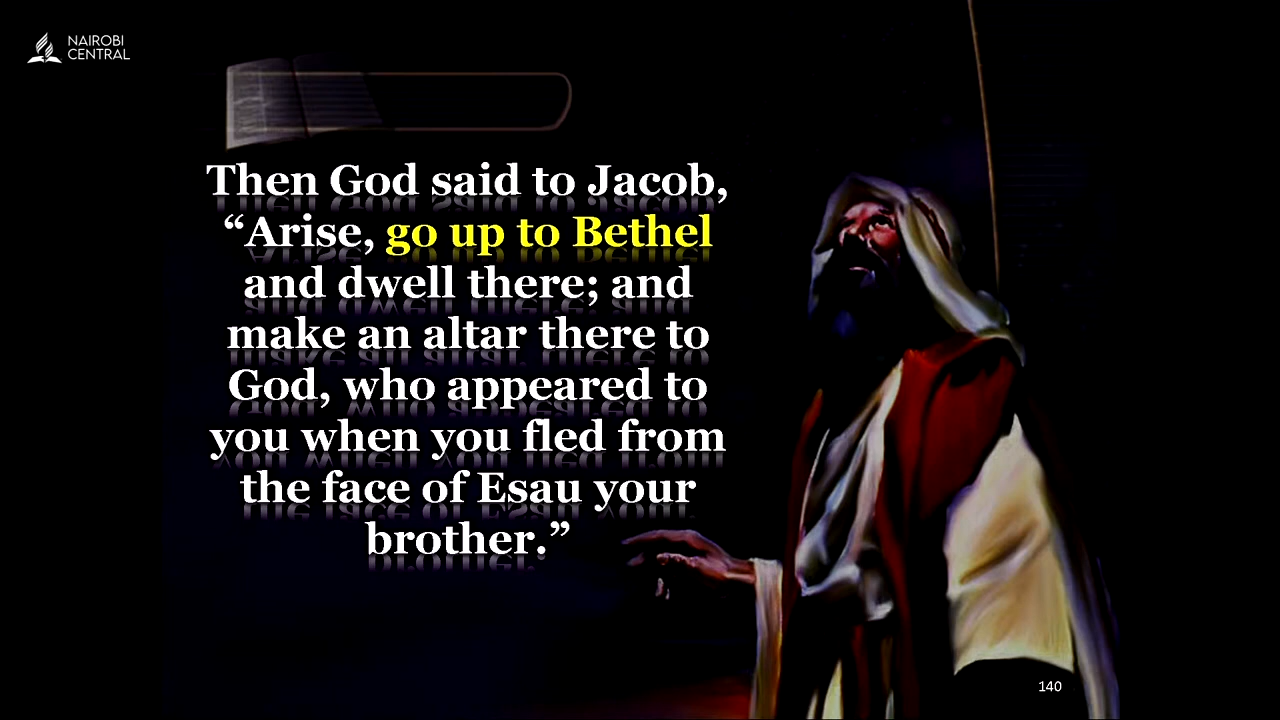 NAIROBI
CENTRAL
Then God said to Jacob,
“Arise, go up to Bethel
and dwell there; and
make an altar there to
God, who appeared to
you when you fled from
the face of Esau your
brother.”
140